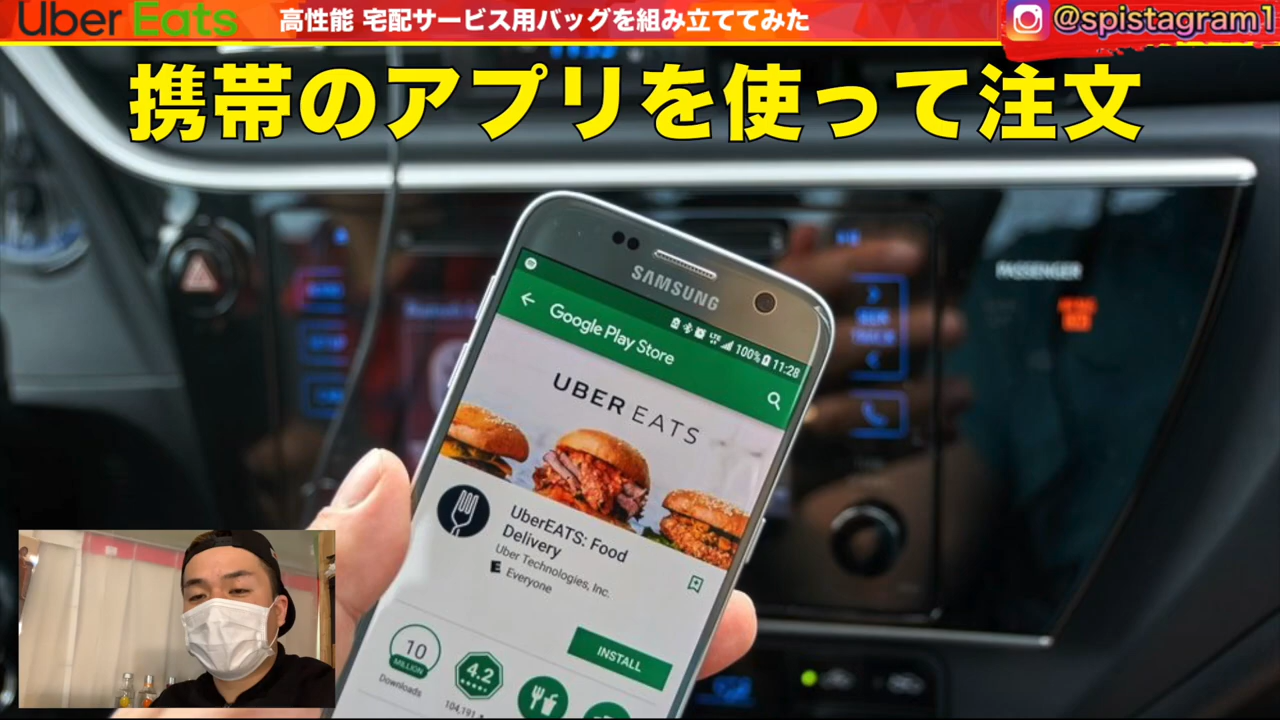 Uber Eats
高性能 宅配サービス用バッグを組み立ててみた
@spistagram1
携帯のアプリを使って注文
PASSENGER
SAMSUNG
LTE 100% 11:28
Google Play Store
UBER EATS
UberEATS: Food
Delivery
Uber Technologies, Inc.
E Everyone
INSTALL
10
MILLION
Downloads
4.2
104,191